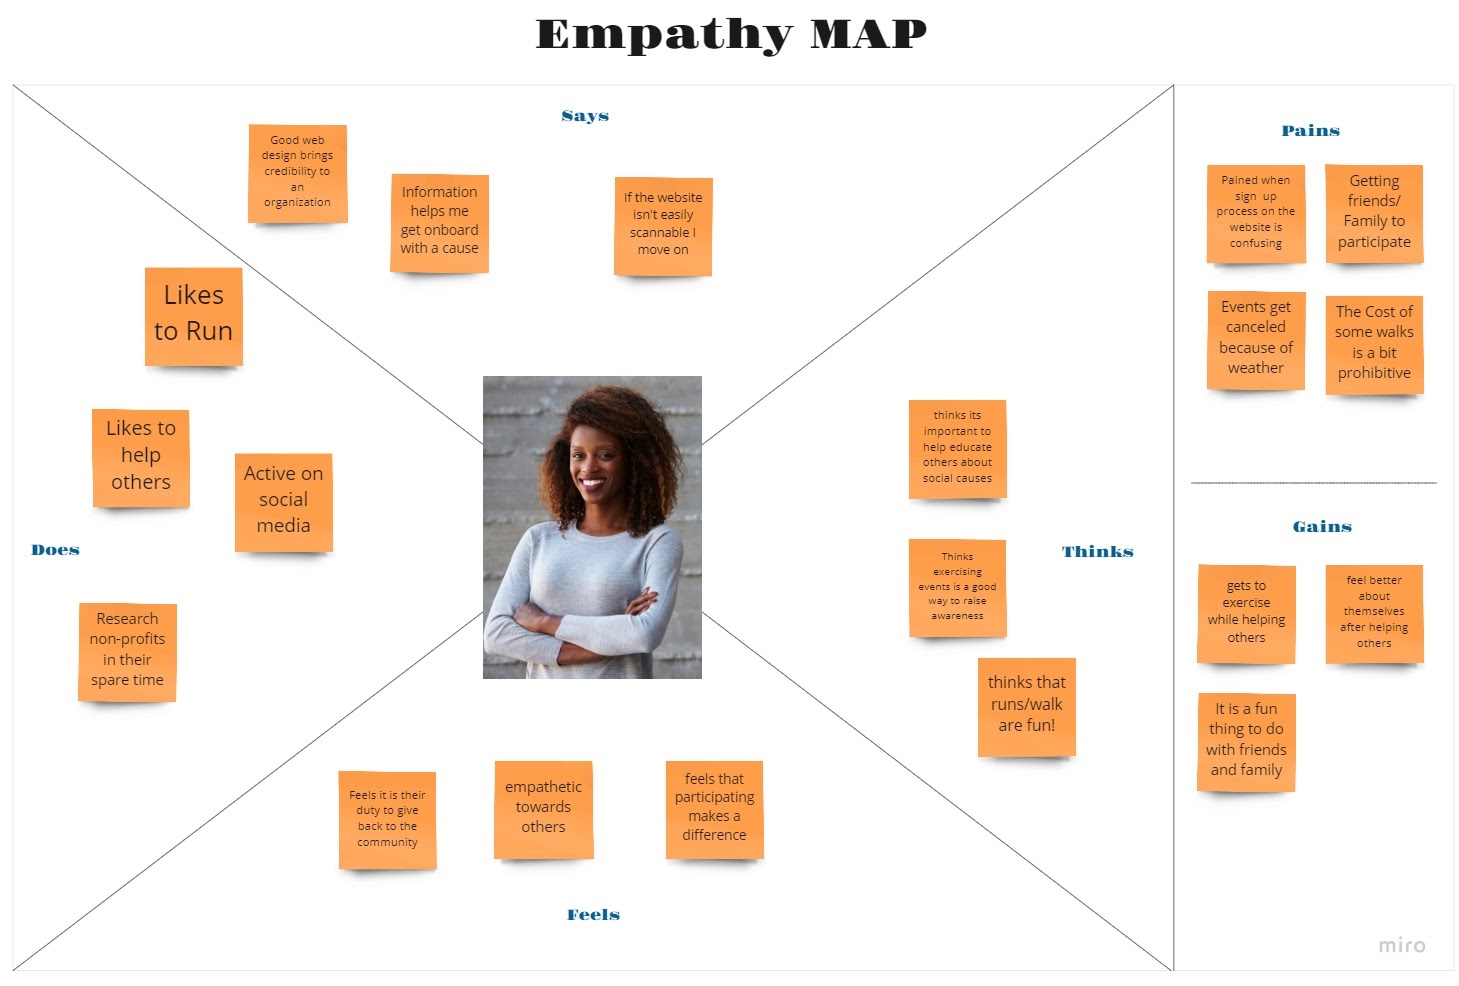 Empathy MAP
Says
Good web
design brings
credibility to
an
organization
Information
helps me
get onboard
with a cause
If the website
isn't easily
scannable I
move on
Likes
to Run
Likes to
help
others
Active on
social
media
Does
Research
non-profits
in their
spare time
thinks its
important to
help educate
others about
social causes
Thinks
exercising
events is a good
way to raise
awareness
Thinks
thinks that
runs/walk
are fun!
Feels it is their
duty to give
back to the
community
empathetic
towards
others
feels that
participating
makes a
difference
Feels
Pains
Pained when
sign up
process on the
website is
confusing
Getting
friends/
Family to
participate
Events get
canceled
because of
weather
The Cost of
some walks
is a bit
prohibitive
Gains
gets to
exercise
while helping
others
feel better
about
themselves
after helping
others
It is a fun
thing to do
with friends
and family
miro